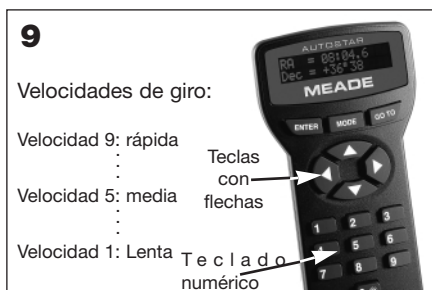 9
Velocidades de giro:
Velocidad 9: rápida
:
:
Velocidad 5: media
:
:
Velocidad 1: Lenta
Teclas
con
flechas
Teclado
numérico
AUTOSTAR
RA = 08:04.6
Dec = +36°38
MEADE
ENTER
MODE
GO TO
1 2 3
4 5 6
7 8 9